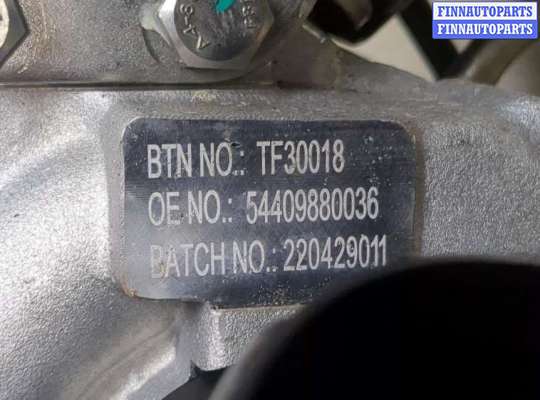 FINNAUTOPARTS
FINNAUTOPARTS
BTN NO.: TF30018
OE NO.: 54409880036
BATCH NO.: 220429011